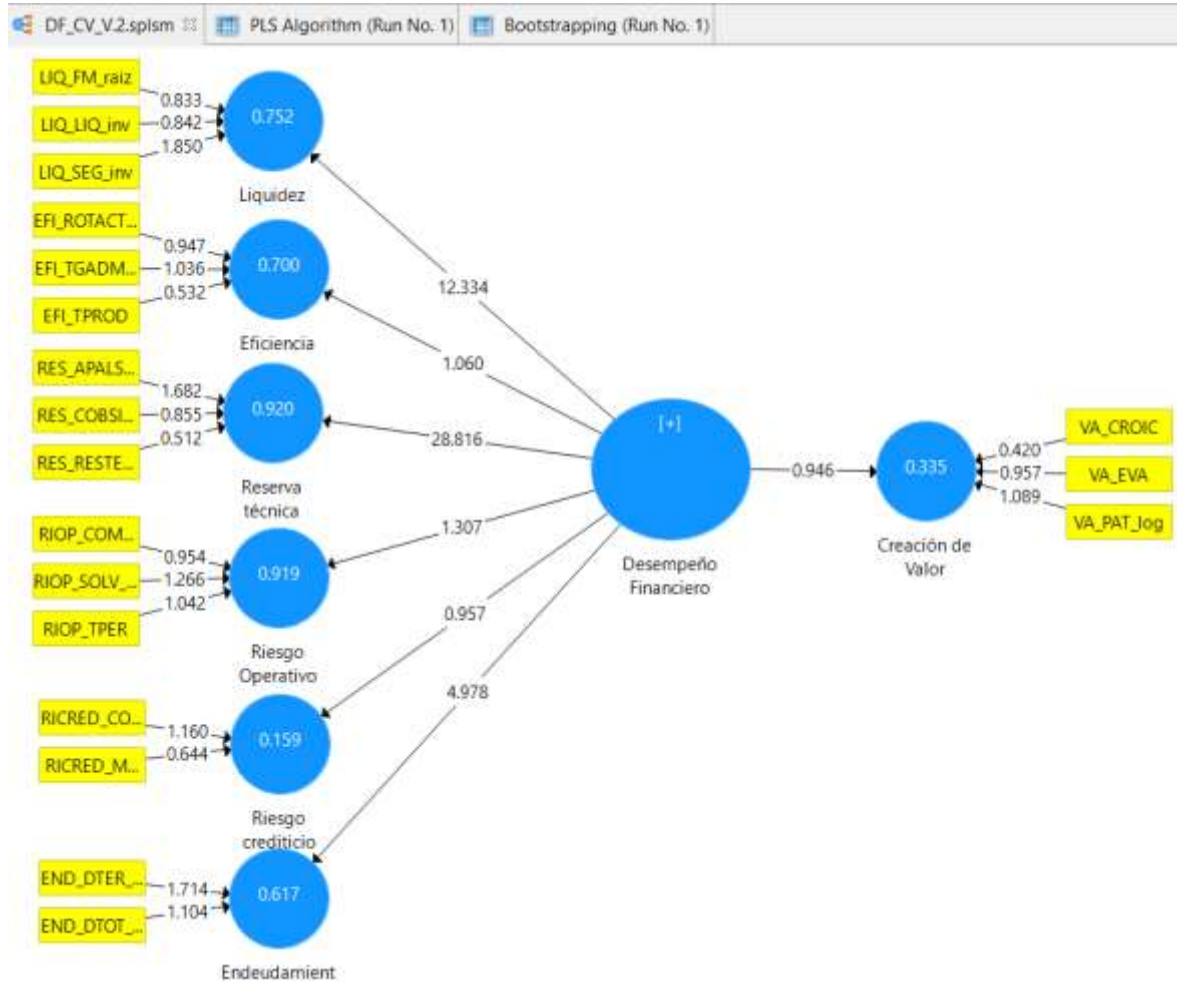 DF_CV_V.2.splsm
PLS Algorithm (Run No. 1)
Bootstrapping (Run No. 1)
LIQ_FM_raiz
LIQ_LIQ_inv
LIQ_SEG_inv
0.833
0.842
1.850
0.752
Liquidez
EFI_ROTACT...
EFI_TGADM...
EFI_TPROD
0.947
1.036
0.532
0.700
Eficiencia
RES_APALS...
RES_COBSI...
RES_RESTE...
1.682
0.855
0.512
0.920
Reserva
técnica
RIOP_COM...
RIOP_SOLV_...
RIOP_TPER
0.954
1.266
1.042
0.919
Riesgo
Operativo
RICRED_CO...
RICRED_M...
1.160
0.644
0.159
Riesgo
crediticio
END_DTER_...
END_DTOT_...
1.714
1.104
0.617
Endeudamient
12.334
1.060
28.816
1.307
0.957
4.978
[+]
Desempeño
Financiero
0.946
0.335
Creación de
Valor
0.420
0.957
1.089
VA_CROIC
VA_EVA
VA_PAT_log